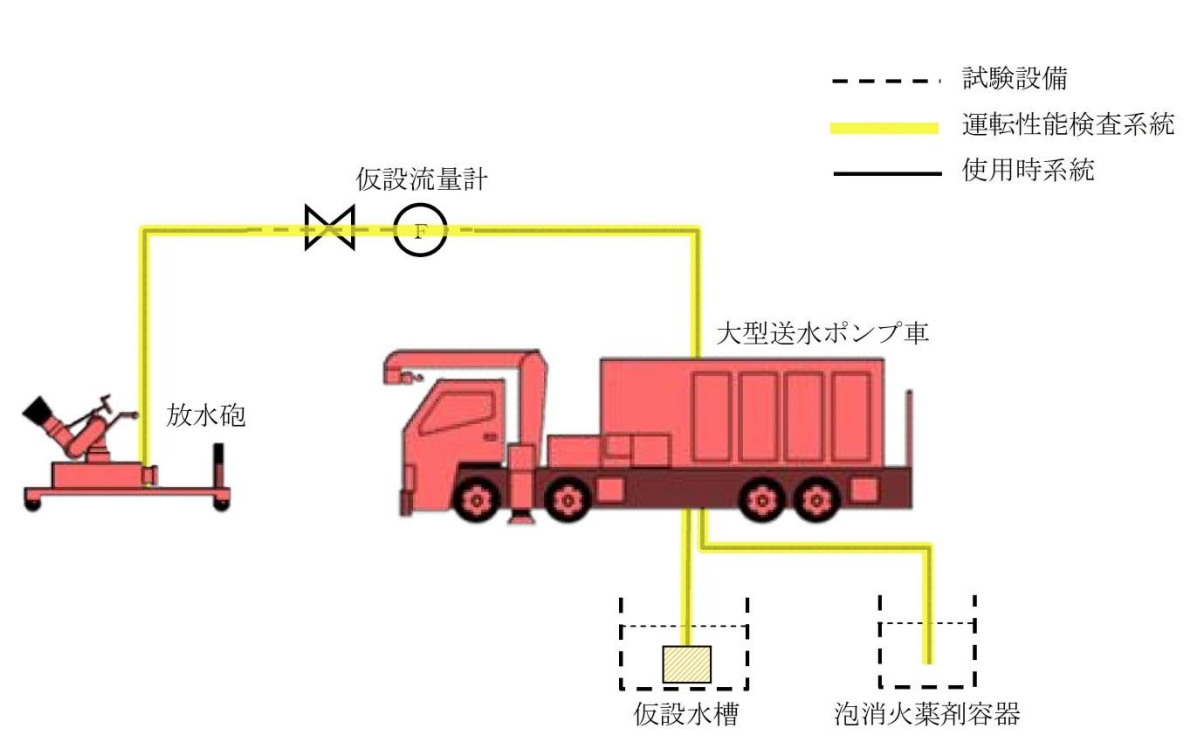 試験設備
運転性能検査系統
使用時系統
仮設流量計
F
大型送水ポンプ車
放水砲
仮設水槽
泡消火薬剤容器